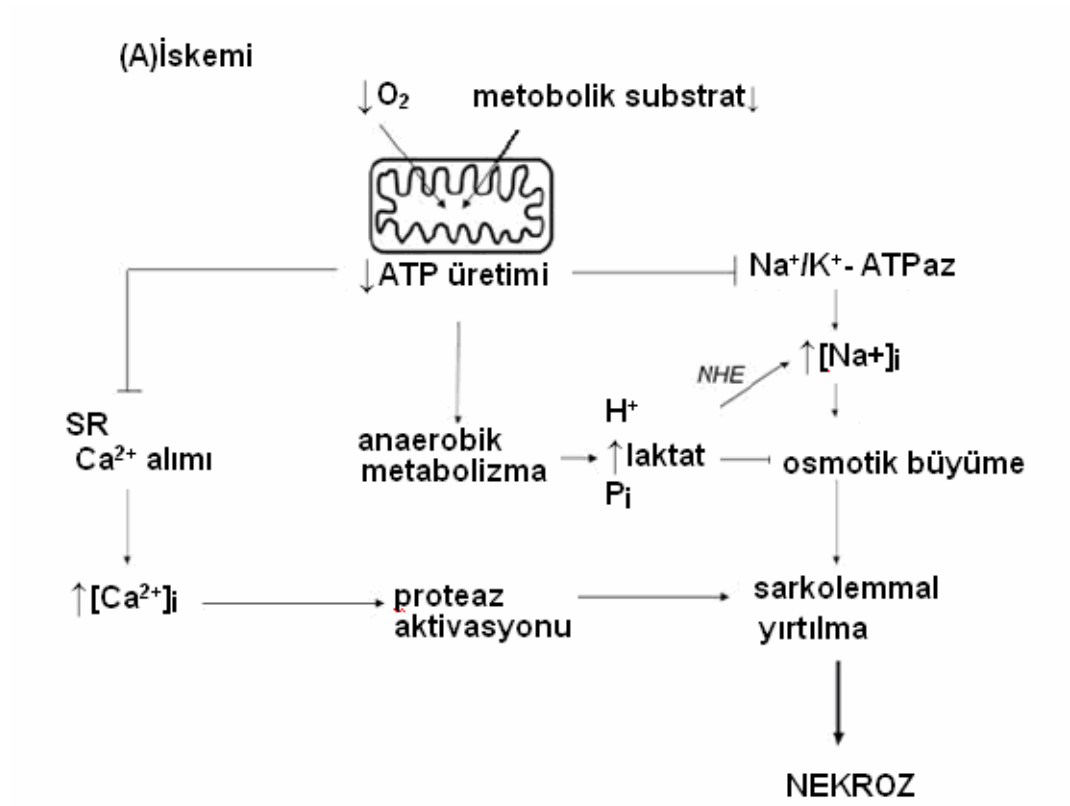 (A)İskemi
↓O₂ metobolik substrat↓
↓ATP üretimi
Na⁺/K⁺- ATPaz
↑[Na+]i
NHE
SR
Ca²⁺ alımı
anaerobik
metabolizma
H⁺
↑laktat
Pi
osmotik büyüme
↑[Ca²⁺]i
proteaz
aktivasyonu
sarkolemmal
yırtılma
NEKROZ